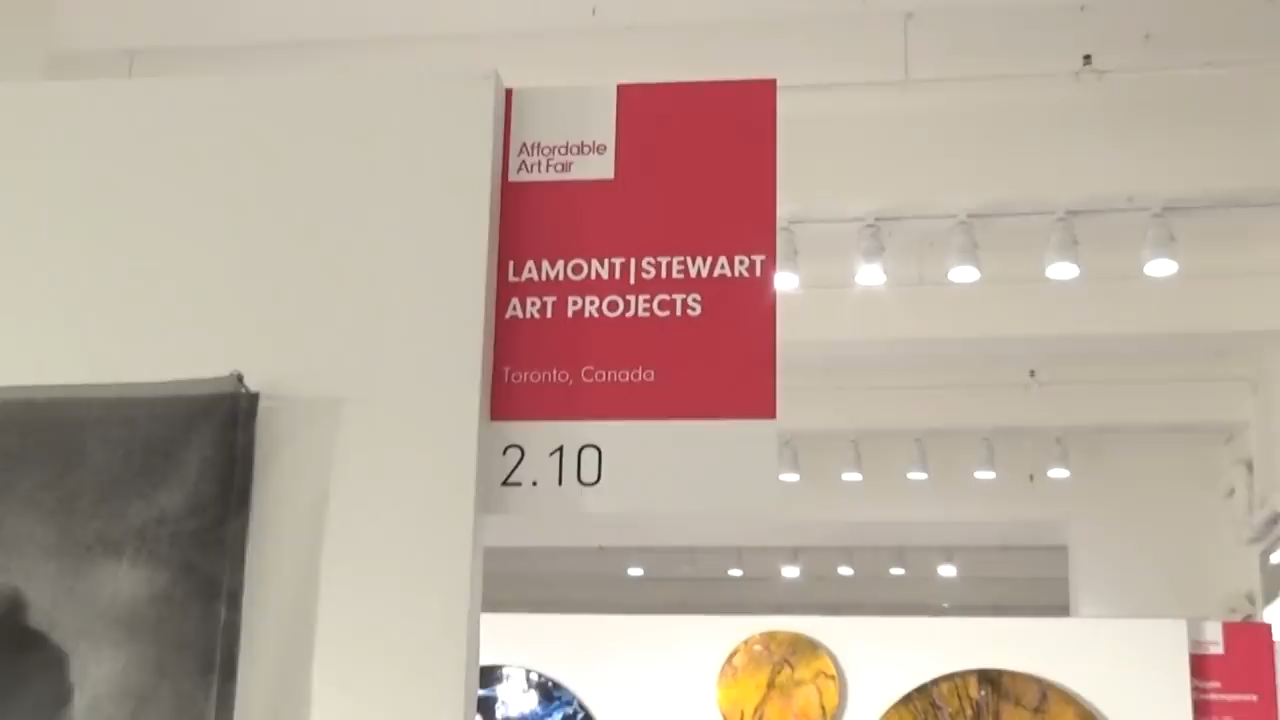 Affordable
Art Fair
LAMONT|STEWART
ART PROJECTS
Toronto, Canada
2.10